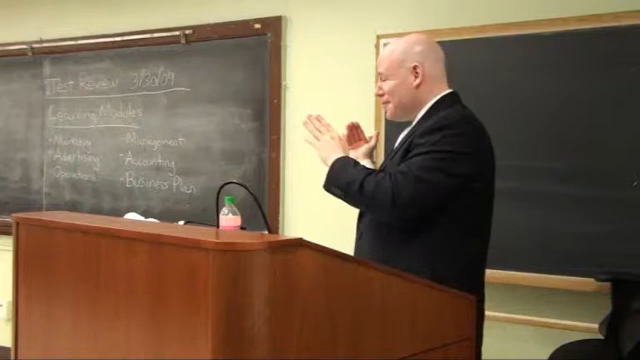 Test Review 3/30/09
Learning Modules
• Marketing • Management
• Advertising • Accounting
• Operations • Business Plan